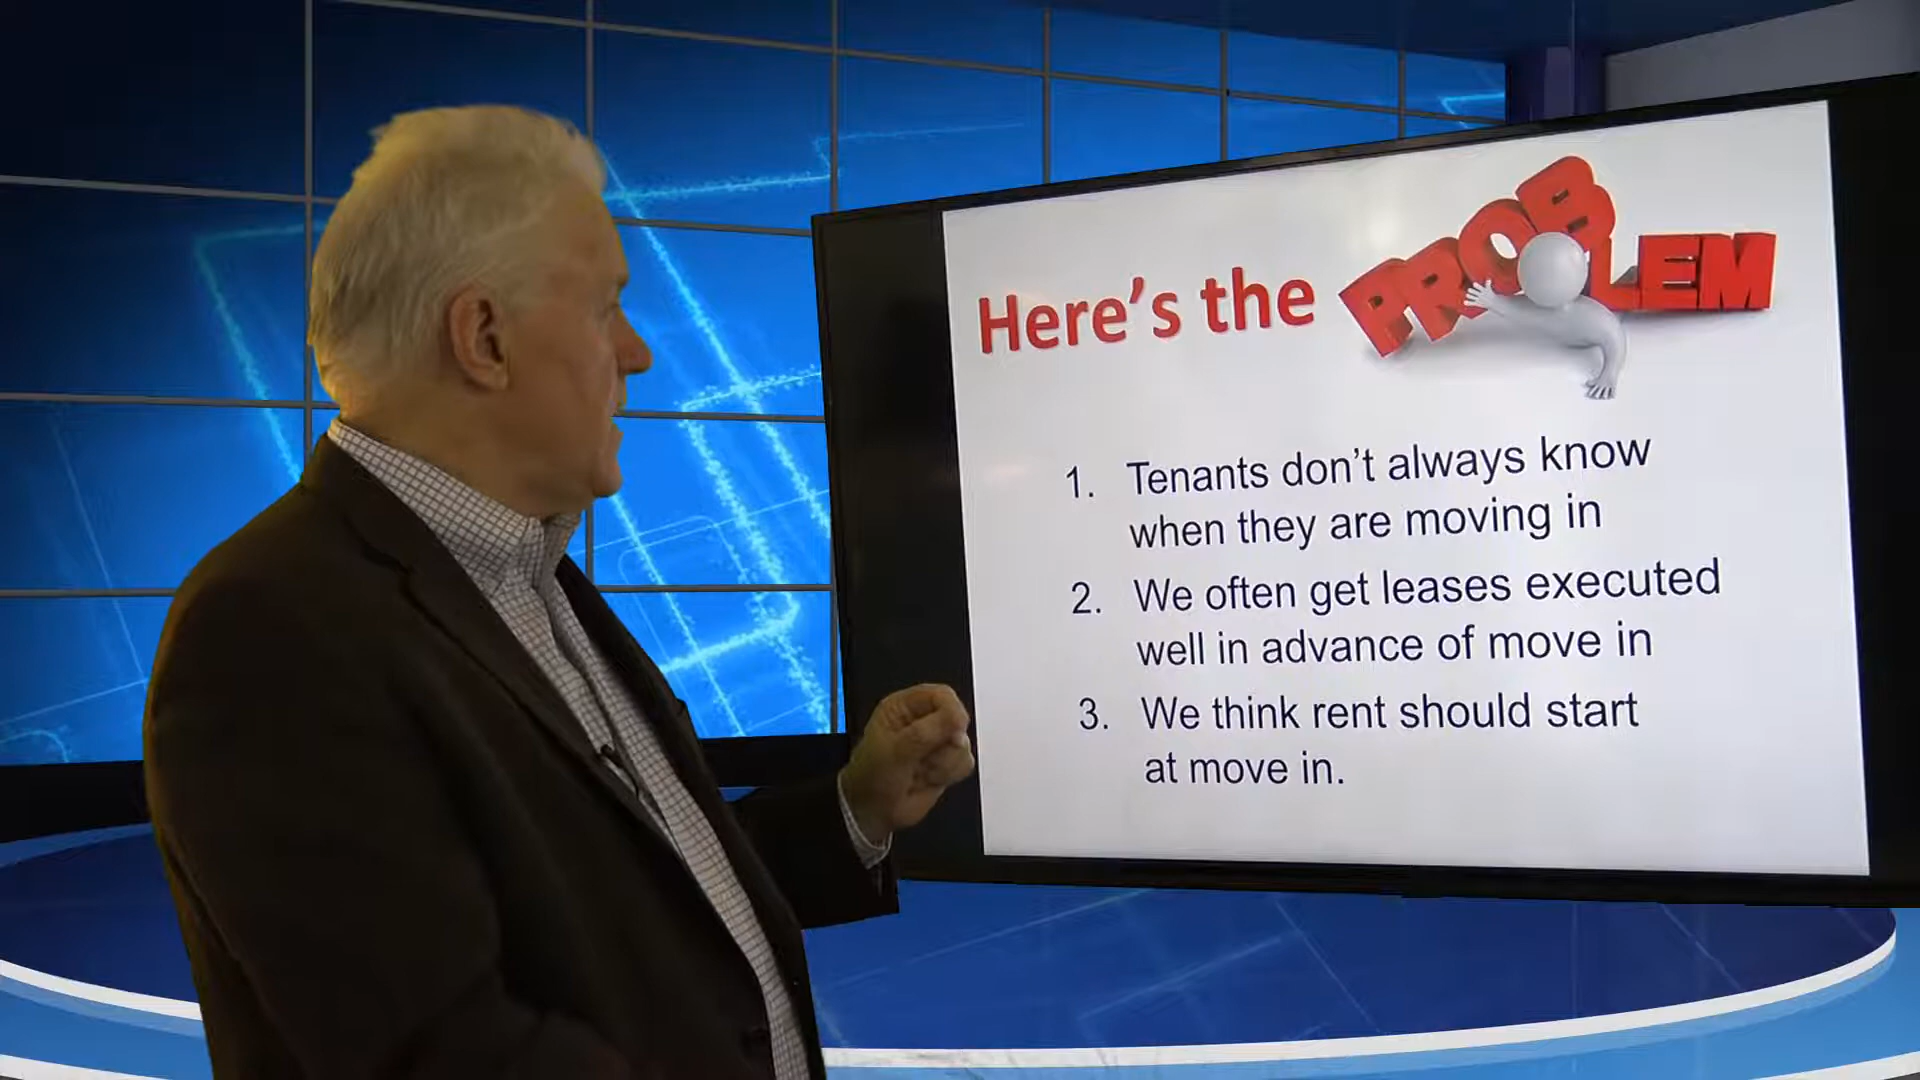 Here's the PROBLEM
1. Tenants don't always know
when they are moving in
2. We often get leases executed
well in advance of move in
3. We think rent should start
at move in.